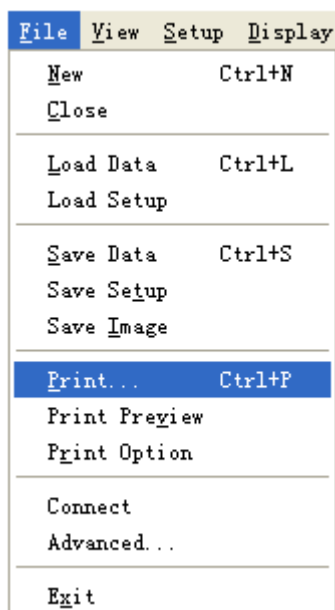 File View Setup Display
New Ctrl+N
Close
Load Data Ctrl+L
Load Setup
Save Data Ctrl+S
Save Setup
Save Image
Print... Ctrl+P
Print Preview
Print Option
Connect
Advanced...
Exit